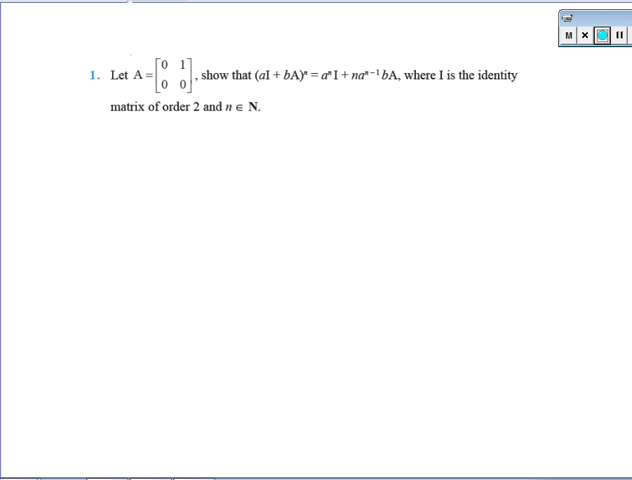 M × II
1. Let A = [0 1; 0 0], show that (aI + bA)ⁿ = aⁿI + naⁿ⁻¹bA, where I is the identity
matrix of order 2 and n ∈ N.